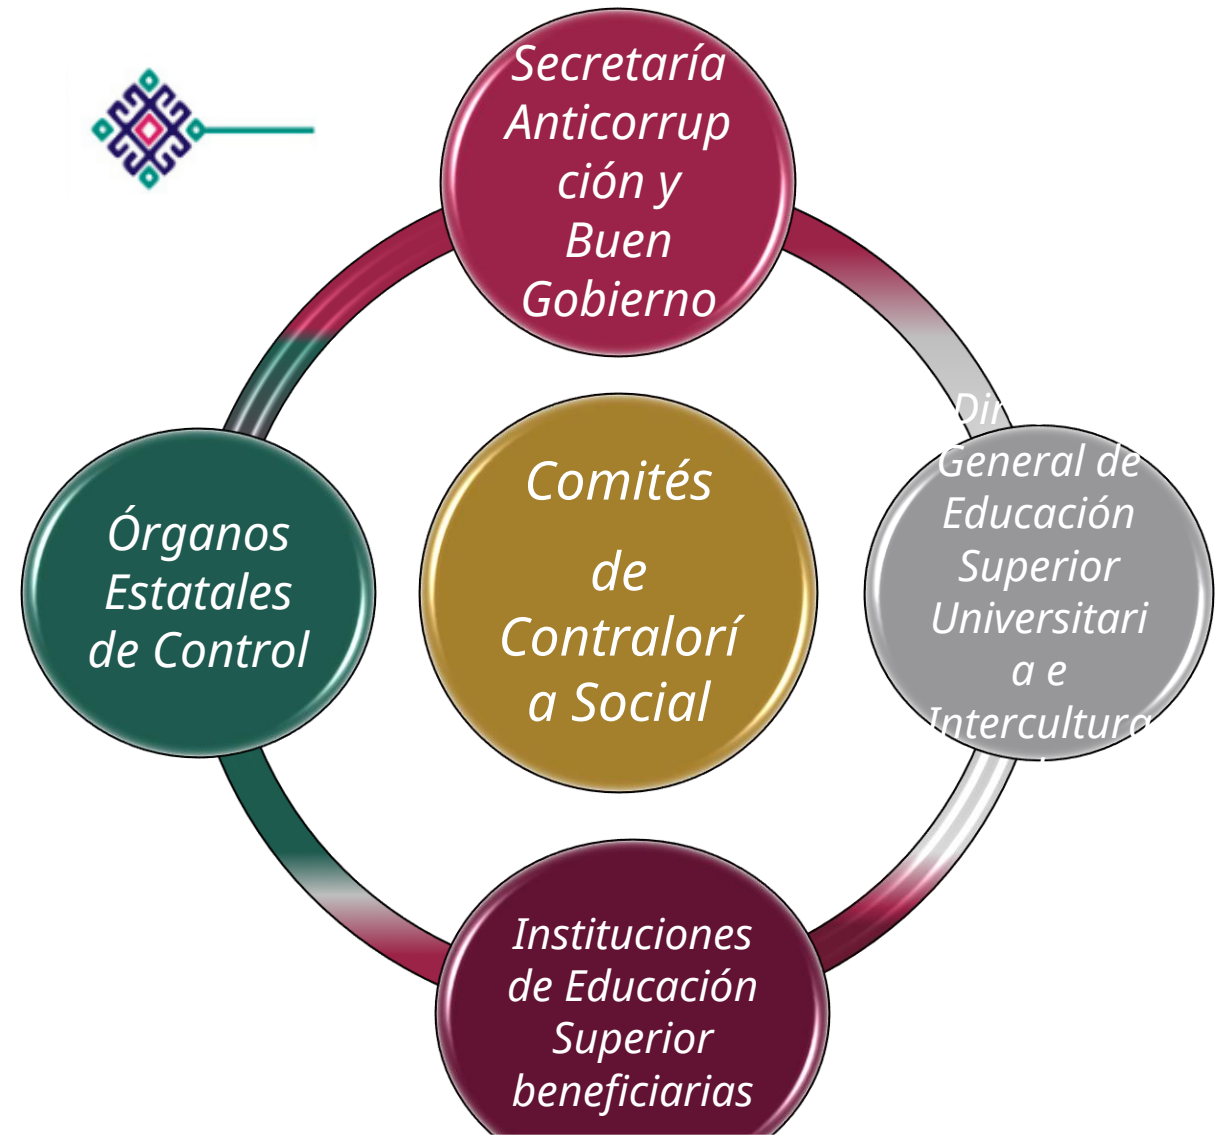 Secretaría
Anticorrup
ción y
Buen
Gobierno
General de
Educación
Superior
Universitari
a e
Intercultura
Comités
de
Contralorí
a Social
Órganos
Estatales
de Control
Instituciones
de Educación
Superior
beneficiarias